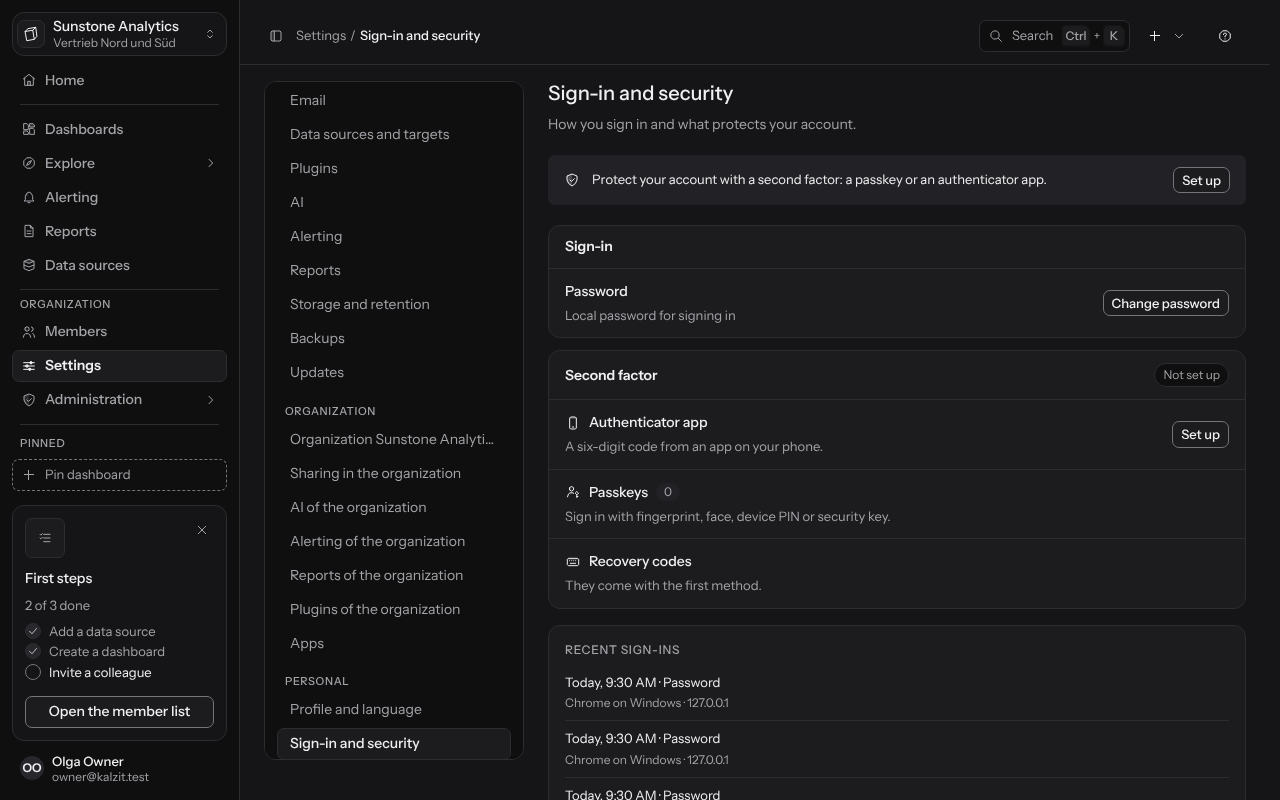 Sunstone Analytics
Vertrieb Nord und Süd
Home
Dashboards
Explore
Alerting
Reports
Data sources
ORGANIZATION
Members
Settings
Administration
PINNED
Pin dashboard
First steps
2 of 3 done
Add a data source
Create a dashboard
Invite a colleague
Open the member list
OO
Olga Owner
owner@kalzit.test
Settings / Sign-in and security
Search Ctrl + K
Email
Data sources and targets
Plugins
AI
Alerting
Reports
Storage and retention
Backups
Updates
ORGANIZATION
Organization Sunstone Analyti...
Sharing in the organization
AI of the organization
Alerting of the organization
Reports of the organization
Plugins of the organization
Apps
PERSONAL
Profile and language
Sign-in and security
Sign-in and security
How you sign in and what protects your account.
Protect your account with a second factor: a passkey or an authenticator app.
Set up
Sign-in
Password
Local password for signing in
Change password
Second factor
Not set up
Authenticator app
A six-digit code from an app on your phone.
Set up
Passkeys 0
Sign in with fingerprint, face, device PIN or security key.
Recovery codes
They come with the first method.
RECENT SIGN-INS
Today, 9:30 AM · Password
Chrome on Windows · 127.0.0.1
Today, 9:30 AM · Password
Chrome on Windows · 127.0.0.1
Today, 9:30 AM · Password